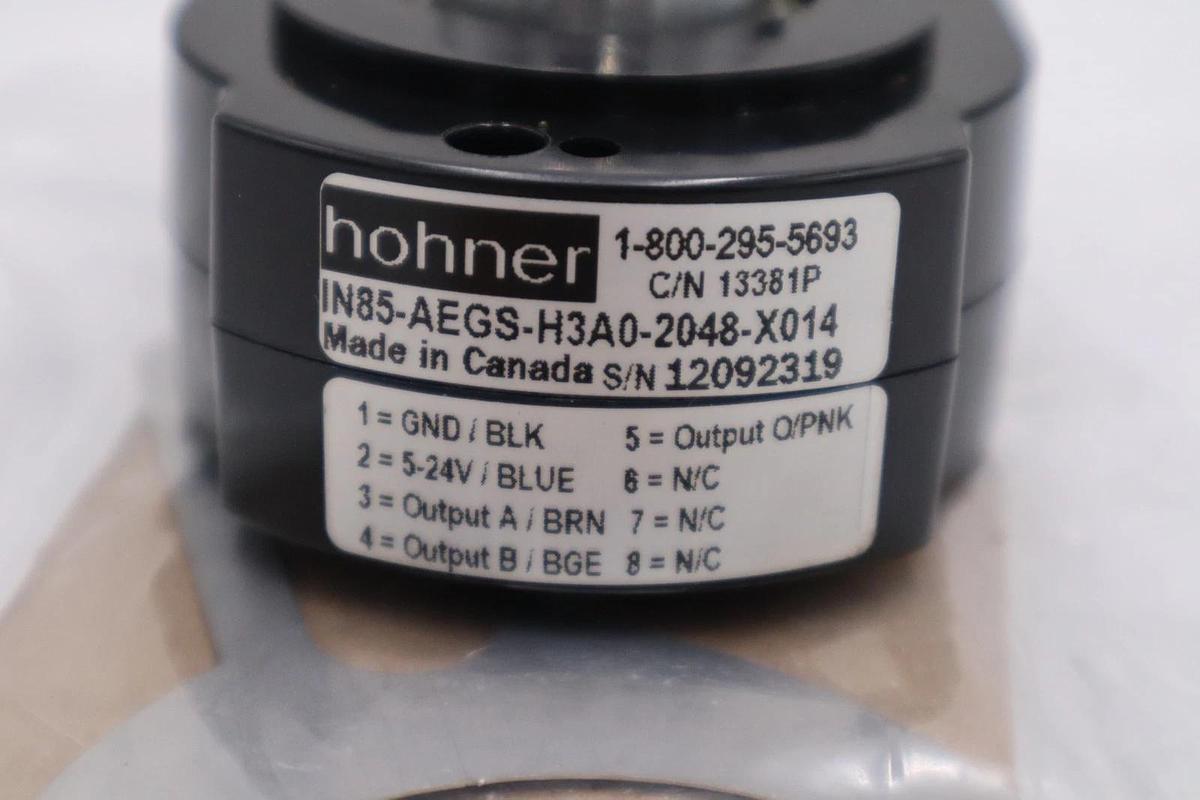 hohner 1-800-295-5693
C/N 13381P
IN85-AEGS-H3A0-2048-X014
Made in Canada S/N 12092319
1 = GND / BLK 5 = Output O/PNK
2 = 5-24V / BLUE 6 = N/C
3 = Output A / BRN 7 = N/C
4 = Output B / BGE 8 = N/C